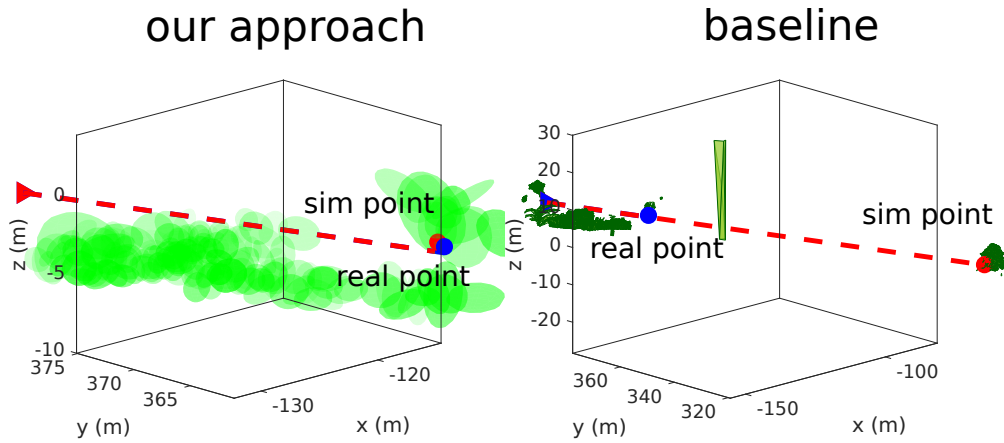 our approach
baseline
0
-5
-10
z (m)
375
370
365
y (m)
-130
-120
x (m)
sim point
real point
30
20
10
0
-10
-20
z (m)
360
340
320
y (m)
-150
-100
x (m)
real point
sim point